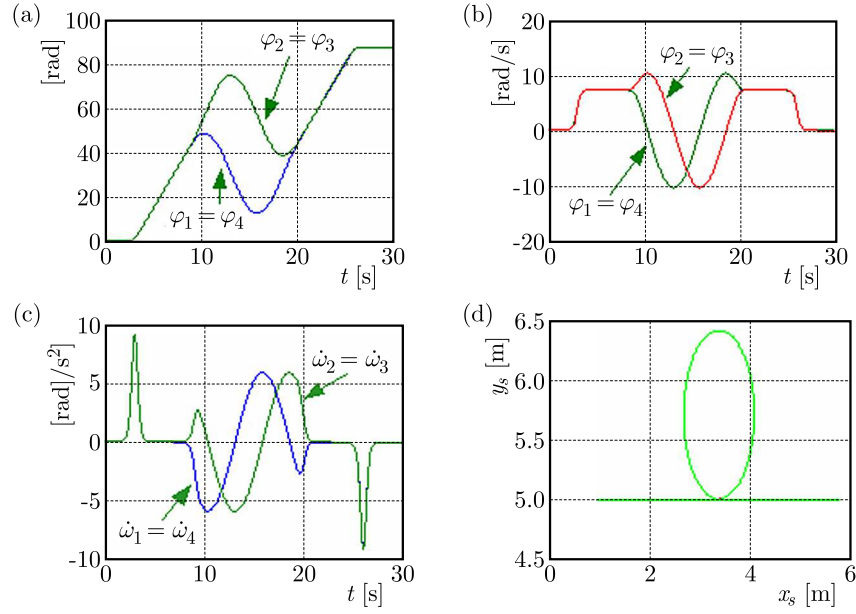 (a)
[rad]
100
80
60
40
20
0
φ₂ = φ₃
φ₁ = φ₄
0 10 20 30
t [s]
(b)
[rad/s]
20
10
0
-10
-20
φ₂ = φ₃
φ₁ = φ₄
0 10 20 30
t [s]
(c)
[rad]/s²
10
5
0
-5
-10
ω̇₂ = ω̇₃
ω̇₁ = ω̇₄
0 10 20 30
t [s]
(d)
yₛ [m]
6.5
6.0
5.5
5.0
4.5
0 2 4 6
xₛ [m]